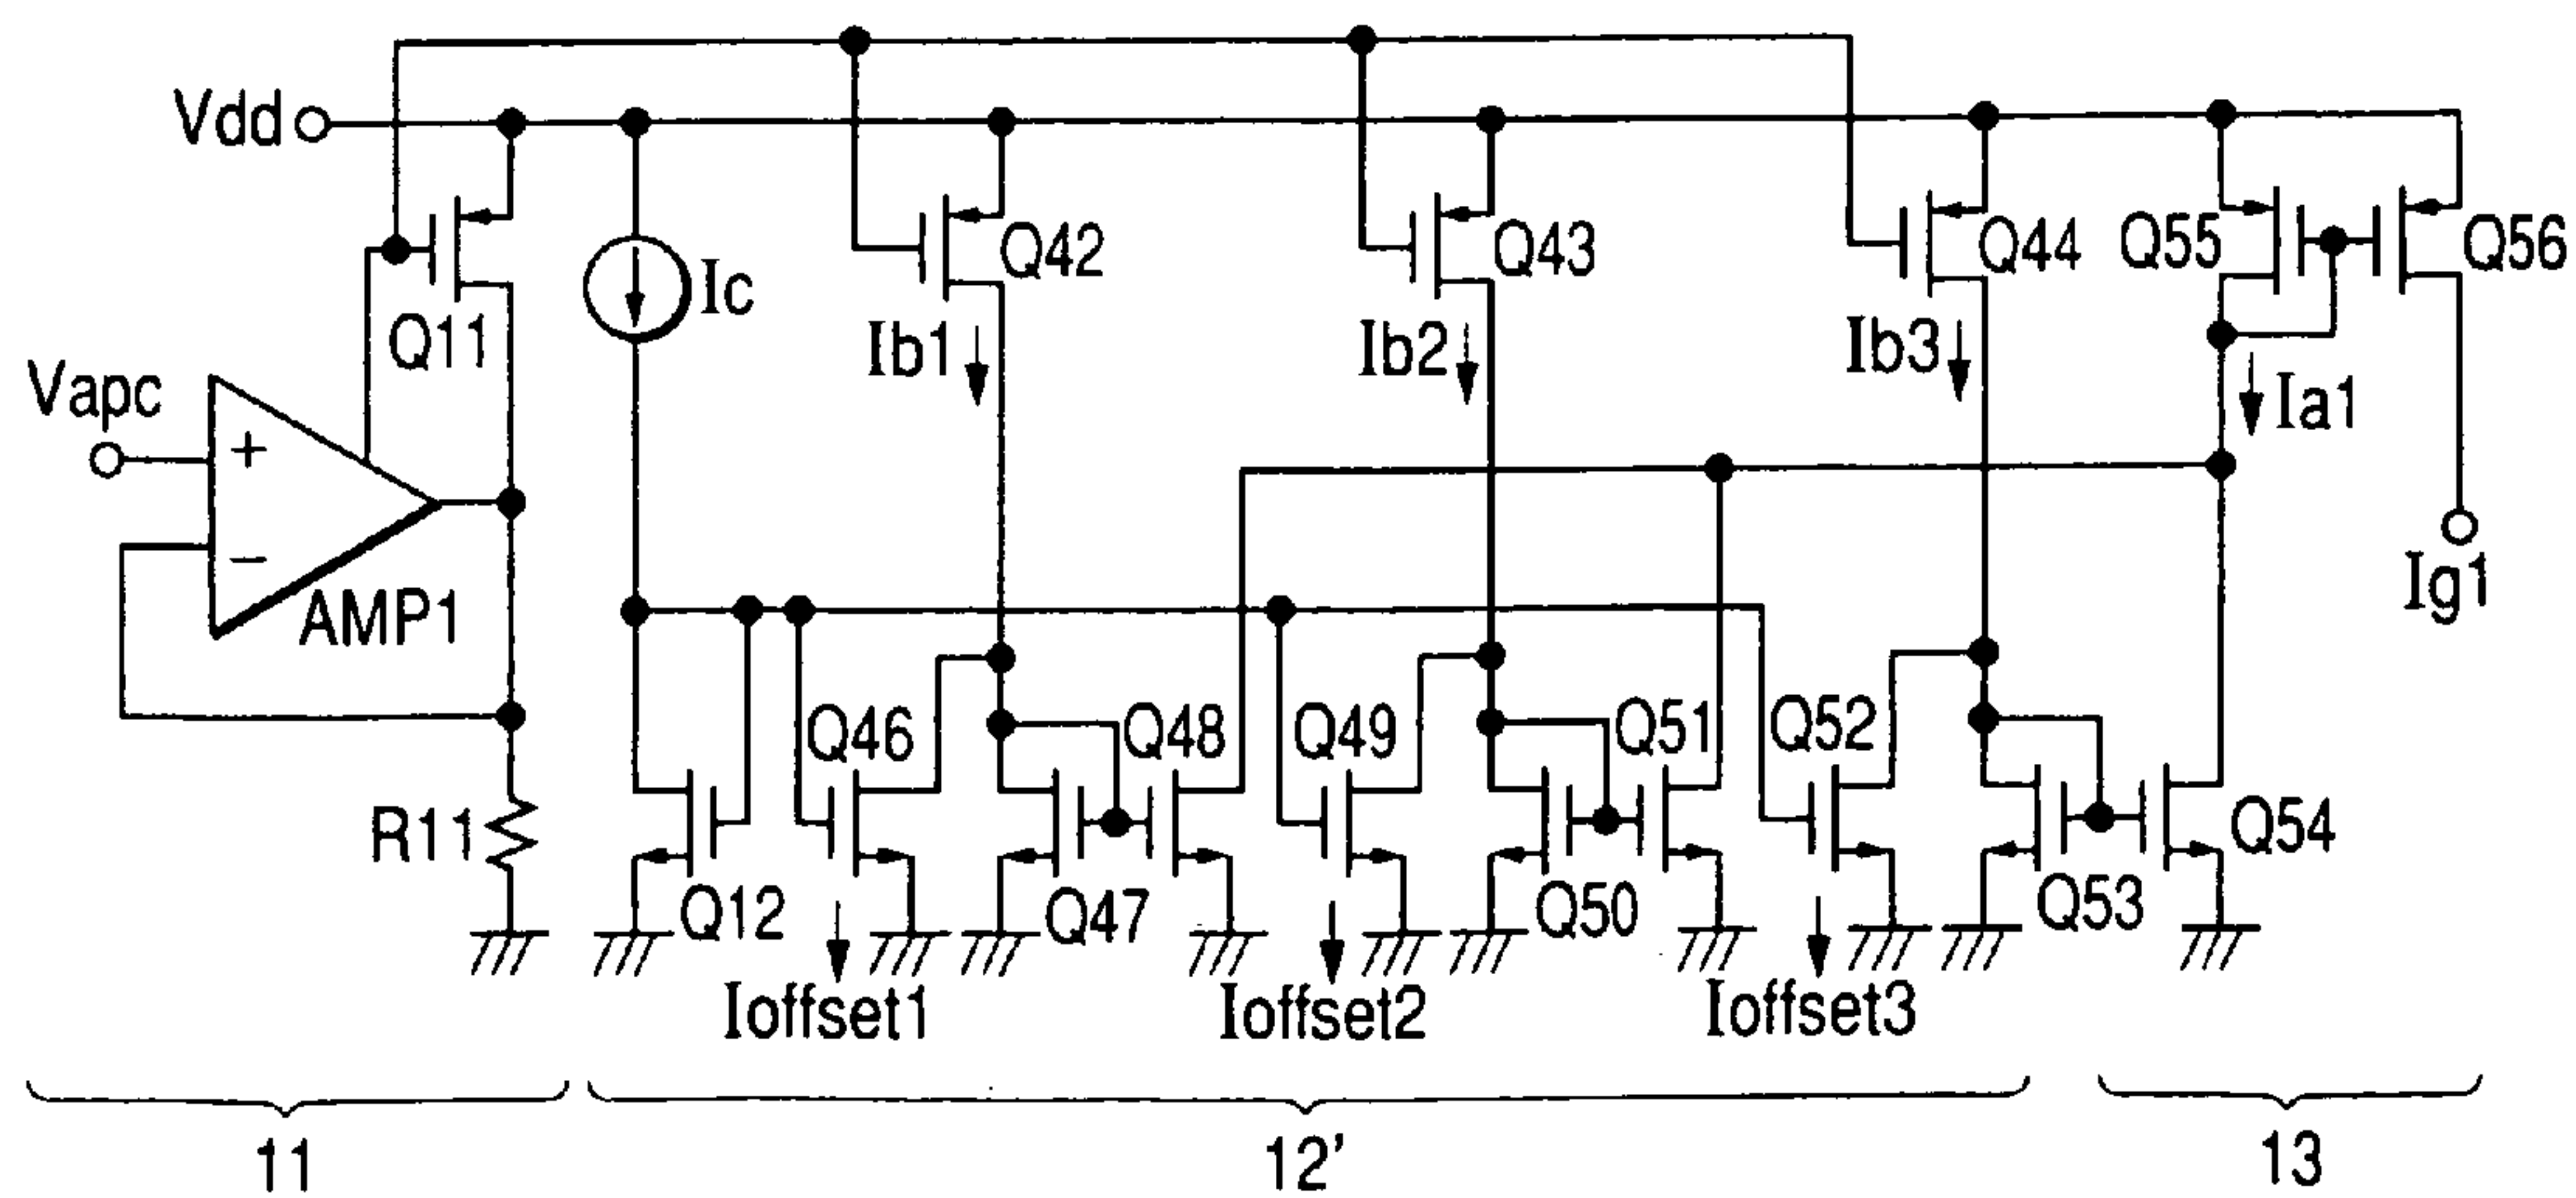 Vdd
Q42
Q43
Q44
Q55
Q56
Ic
Q11
Ib1
Ib2
Ib3
Ia1
Vapc
+
−
AMP1
Ig1
Q46
Q48
Q49
Q51
Q52
R11
Q12
Q47
Q50
Q53
Q54
Ioffset1
Ioffset2
Ioffset3
11
12'
13